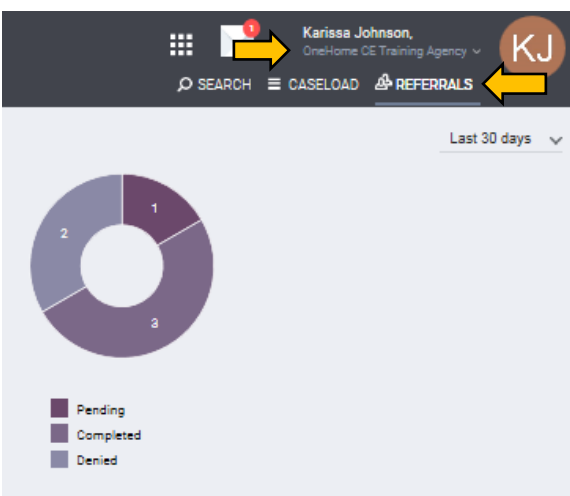 1
Karissa Johnson,
OneHome CE Training Agency
KJ
SEARCH
CASELOAD
REFERRALS
Last 30 days
1
2
3
Pending
Completed
Denied